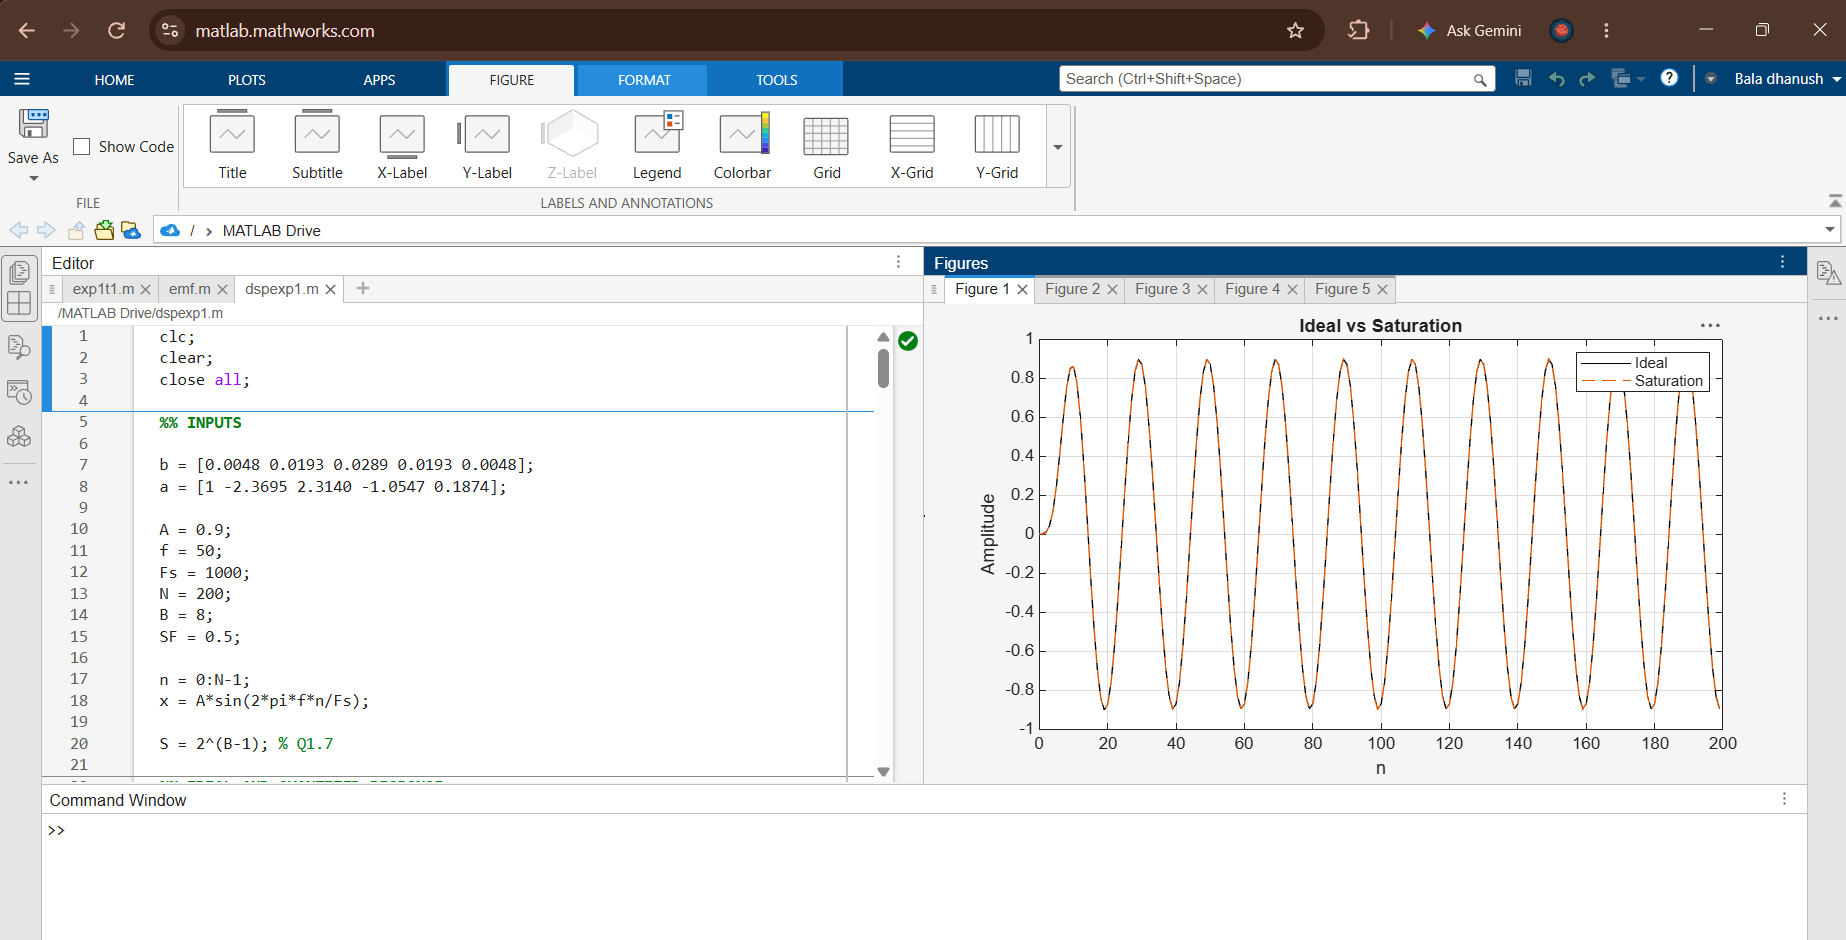 matlab.mathworks.com
Ask Gemini
HOME
PLOTS
APPS
FIGURE
FORMAT
TOOLS
Search (Ctrl+Shift+Space)
Bala dhanush
Save As
Show Code
Title
Subtitle
X-Label
Y-Label
Z-Label
Legend
Colorbar
Grid
X-Grid
Y-Grid
FILE
LABELS AND ANNOTATIONS
/ › MATLAB Drive
Editor
exp1t1.m
emf.m
dspexp1.m
/MATLAB Drive/dspexp1.m
1 clc;
2 clear;
3 close all;
4
5 %% INPUTS
6
7 b = [0.0048 0.0193 0.0289 0.0193 0.0048];
8 a = [1 -2.3695 2.3140 -1.0547 0.1874];
9
10 A = 0.9;
11 f = 50;
12 Fs = 1000;
13 N = 200;
14 B = 8;
15 SF = 0.5;
16
17 n = 0:N-1;
18 x = A*sin(2*pi*f*n/Fs);
19
20 S = 2^(B-1); % Q1.7
21
Figures
Figure 1
Figure 2
Figure 3
Figure 4
Figure 5
Ideal vs Saturation
Ideal
Saturation
1
0.8
0.6
0.4
0.2
0
-0.2
-0.4
-0.6
-0.8
-1
Amplitude
0 20 40 60 80 100 120 140 160 180 200
n
Command Window
>>